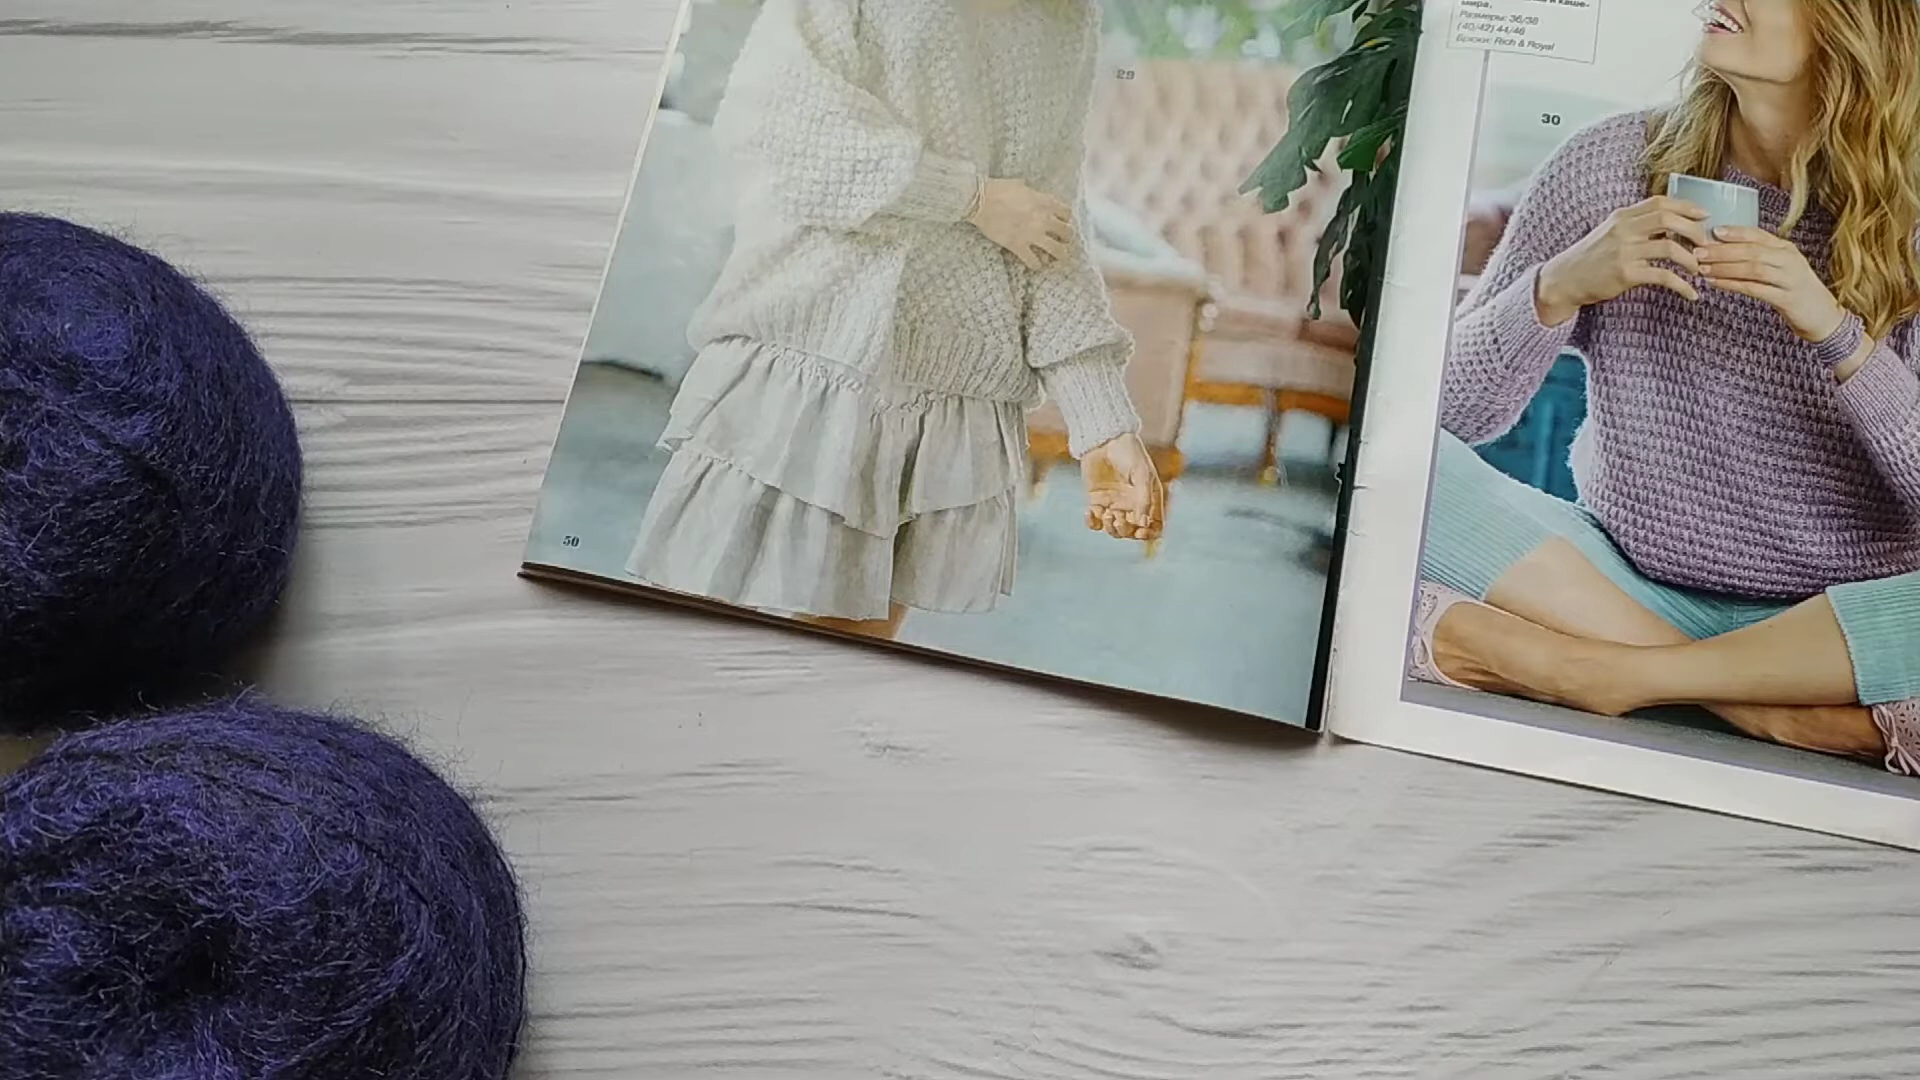 29
50
мира.
Размеры: 36/38
(40/42) 44/46
Брюки: Rich & Royal
30